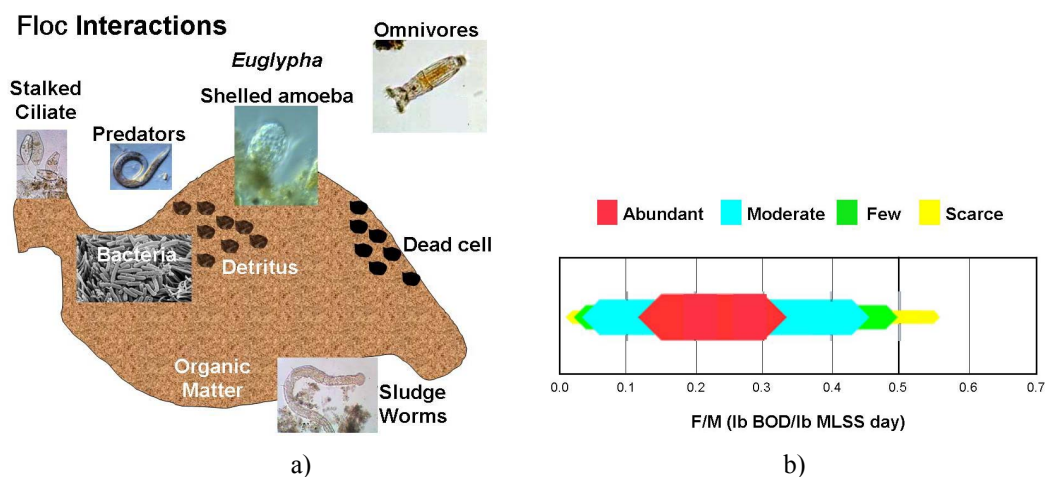 Floc Interactions
Omnivores
Euglypha
Shelled amoeba
Stalked
Ciliate
Predators
Bacteria
Detritus
Dead cell
Organic
Matter
Sludge
Worms
a)
Abundant Moderate Few Scarce
0.0 0.1 0.2 0.3 0.4 0.5 0.6 0.7
F/M (lb BOD/lb MLSS day)
b)